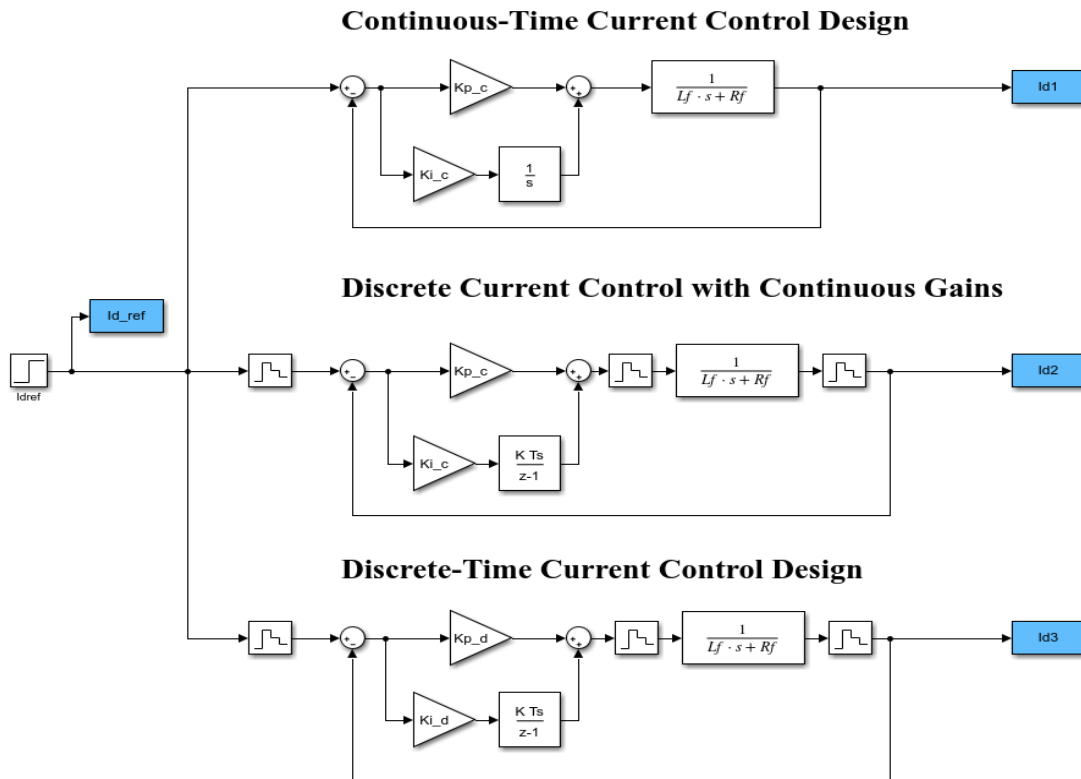 Continuous-Time Current Control Design
Kp_c
1
Lf · s + Rf
Id1
Ki_c
1
s
Discrete Current Control with Continuous Gains
Id_ref
Idref
Kp_c
1
Lf · s + Rf
Id2
Ki_c
K Ts
z-1
Discrete-Time Current Control Design
Kp_d
1
Lf · s + Rf
Id3
Ki_d
K Ts
z-1